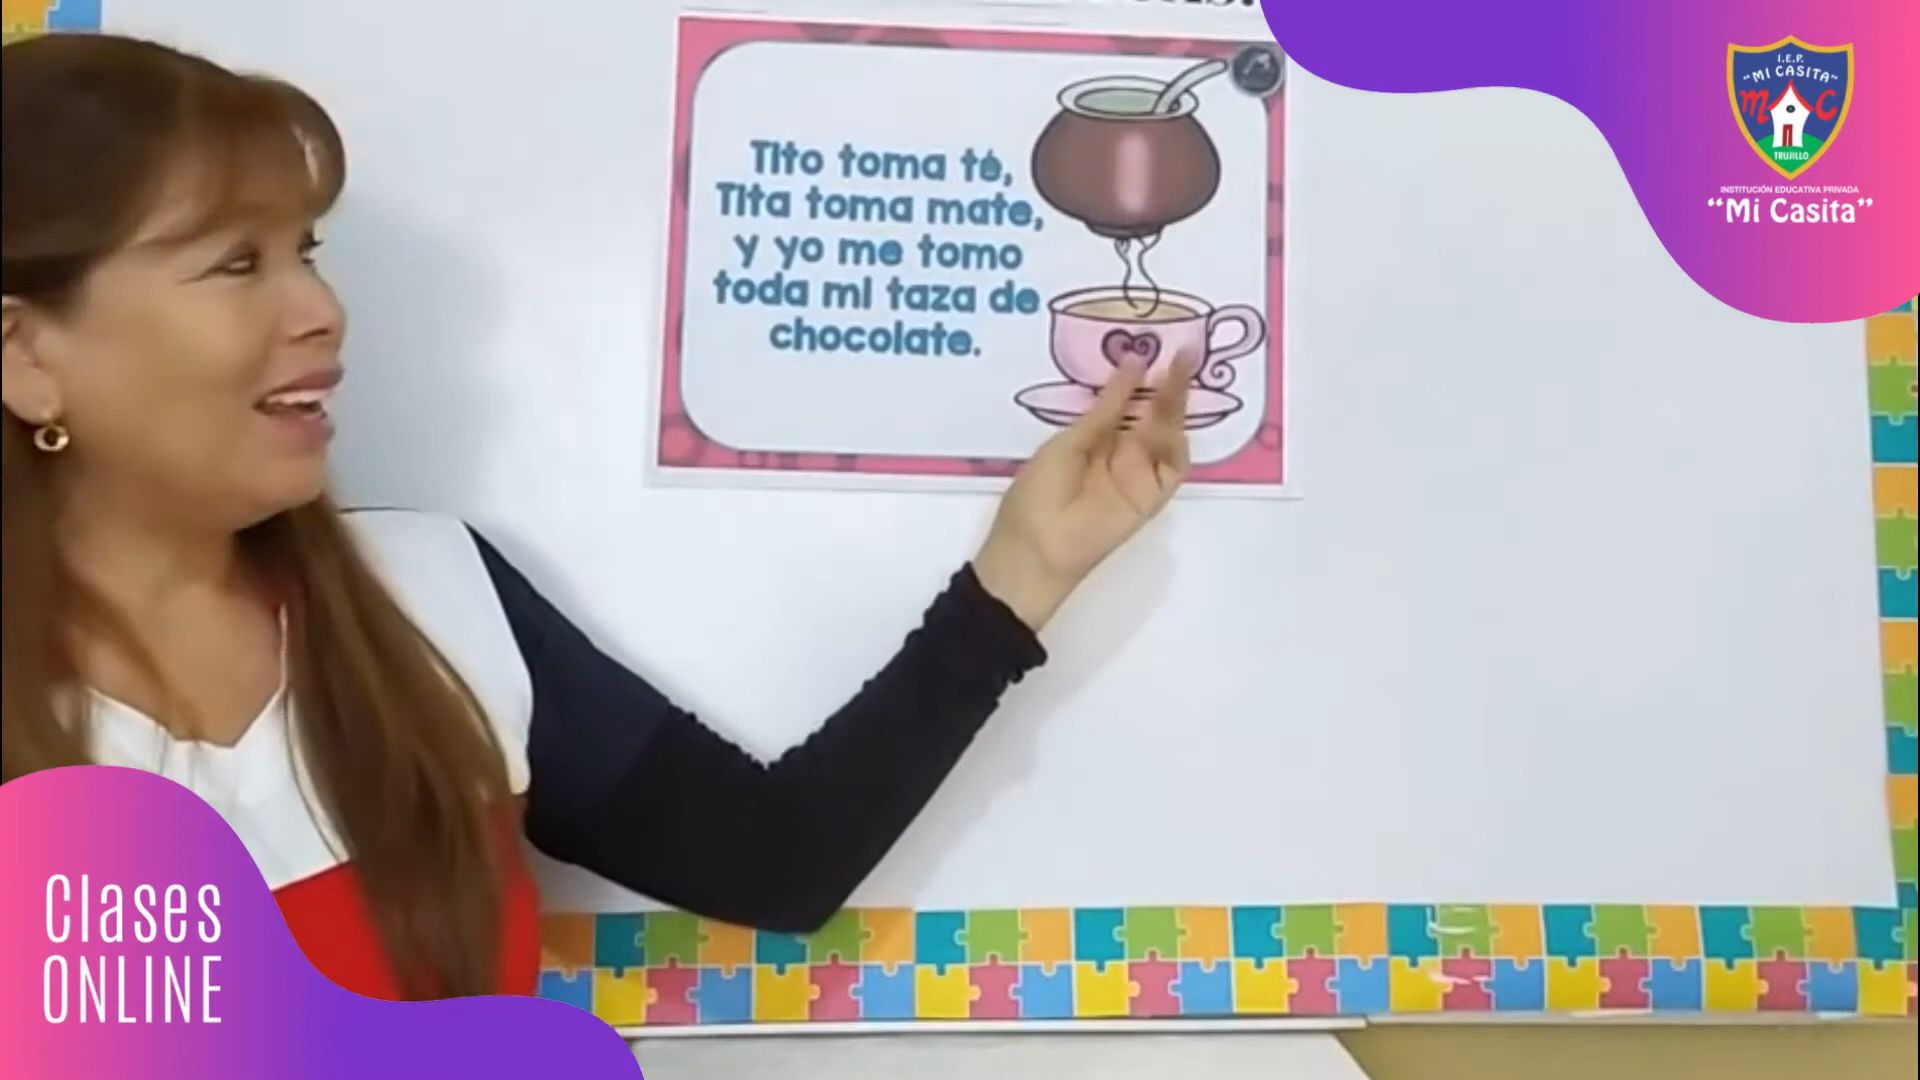 Tito toma té,
Tita toma mate,
y yo me tomo
toda mi taza de
chocolate.
I.E.P.
"MI CASITA"
M C
TRUJILLO
INSTITUCIÓN EDUCATIVA PRIVADA
"Mi Casita"
Clases
ONLINE